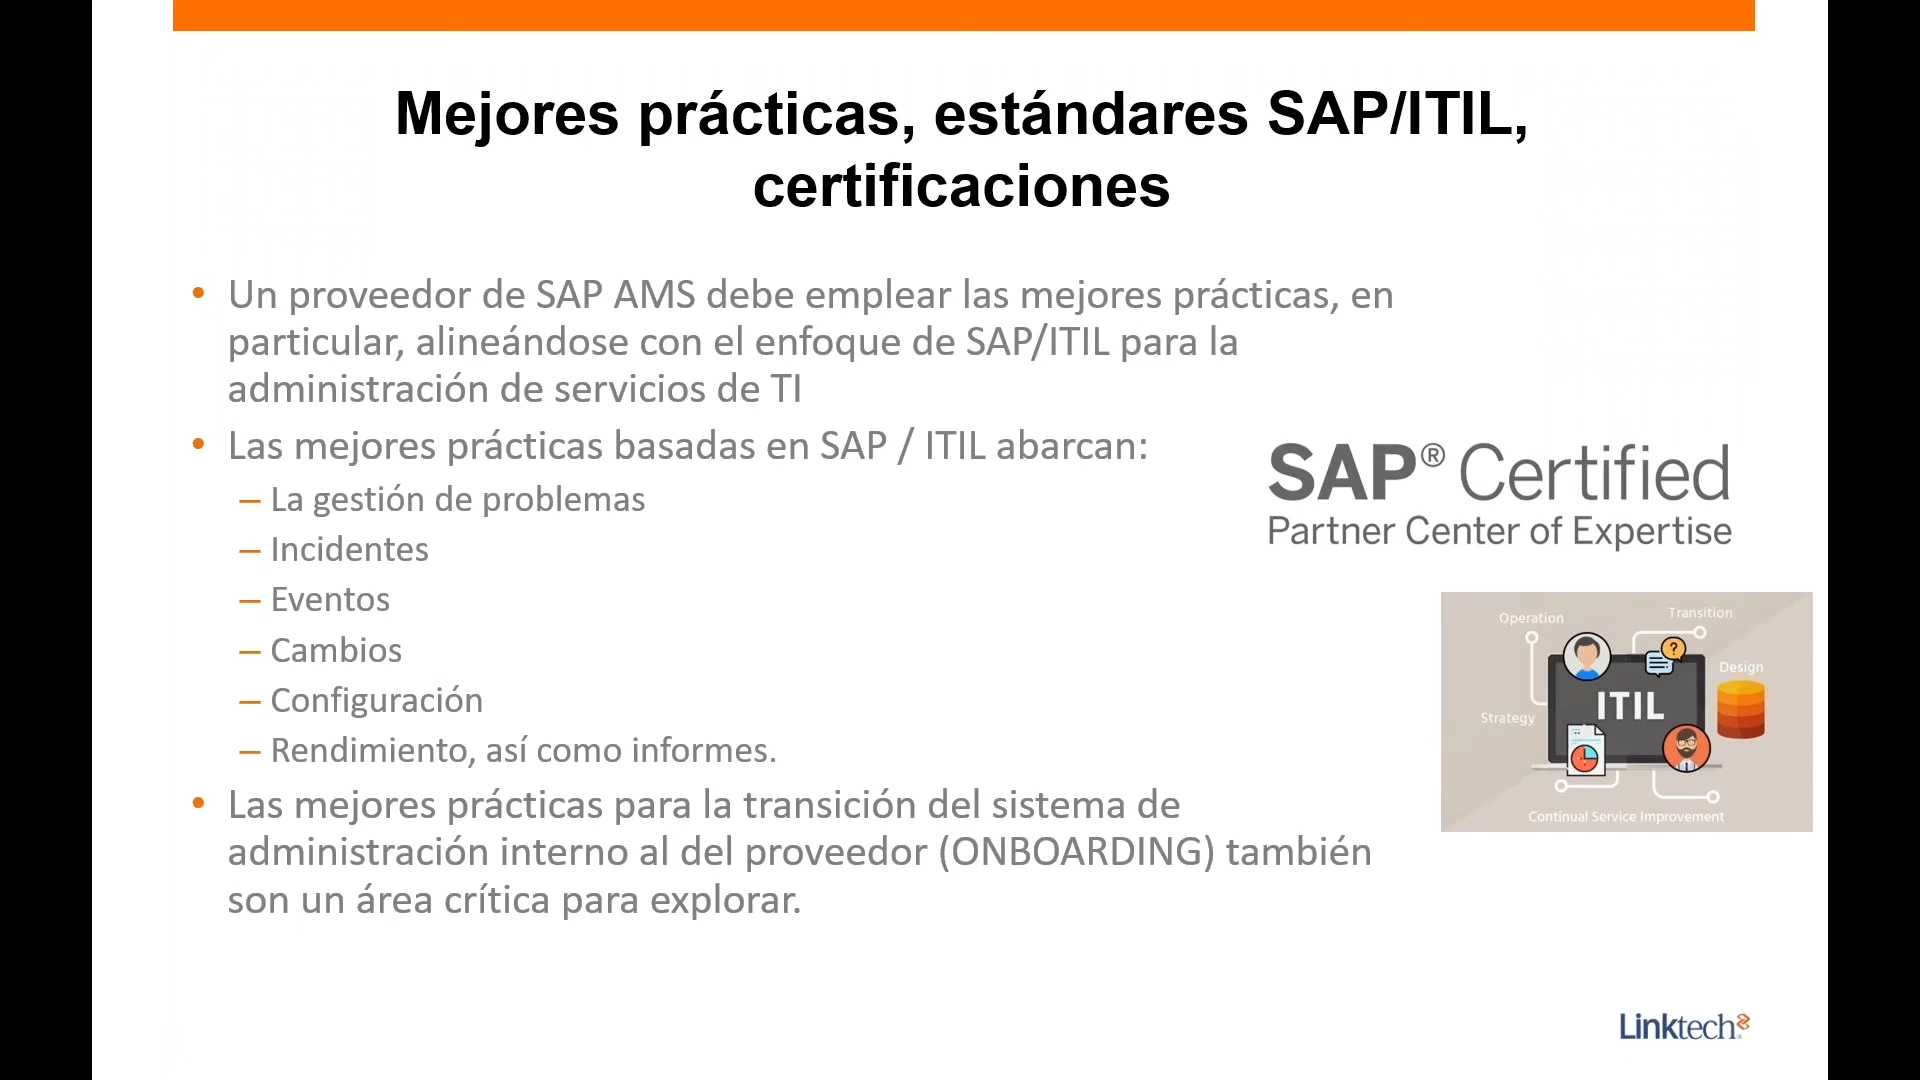 Mejores prácticas, estándares SAP/ITIL,
certificaciones
• Un proveedor de SAP AMS debe emplear las mejores prácticas, en
particular, alineándose con el enfoque de SAP/ITIL para la
administración de servicios de TI
• Las mejores prácticas basadas en SAP / ITIL abarcan:
– La gestión de problemas
– Incidentes
– Eventos
– Cambios
– Configuración
– Rendimiento, así como informes.
• Las mejores prácticas para la transición del sistema de
administración interno al del proveedor (ONBOARDING) también
son un área crítica para explorar.
SAP® Certified
Partner Center of Expertise
Operation
Transition
?
Design
ITIL
Strategy
Continual Service Improvement
Linktech